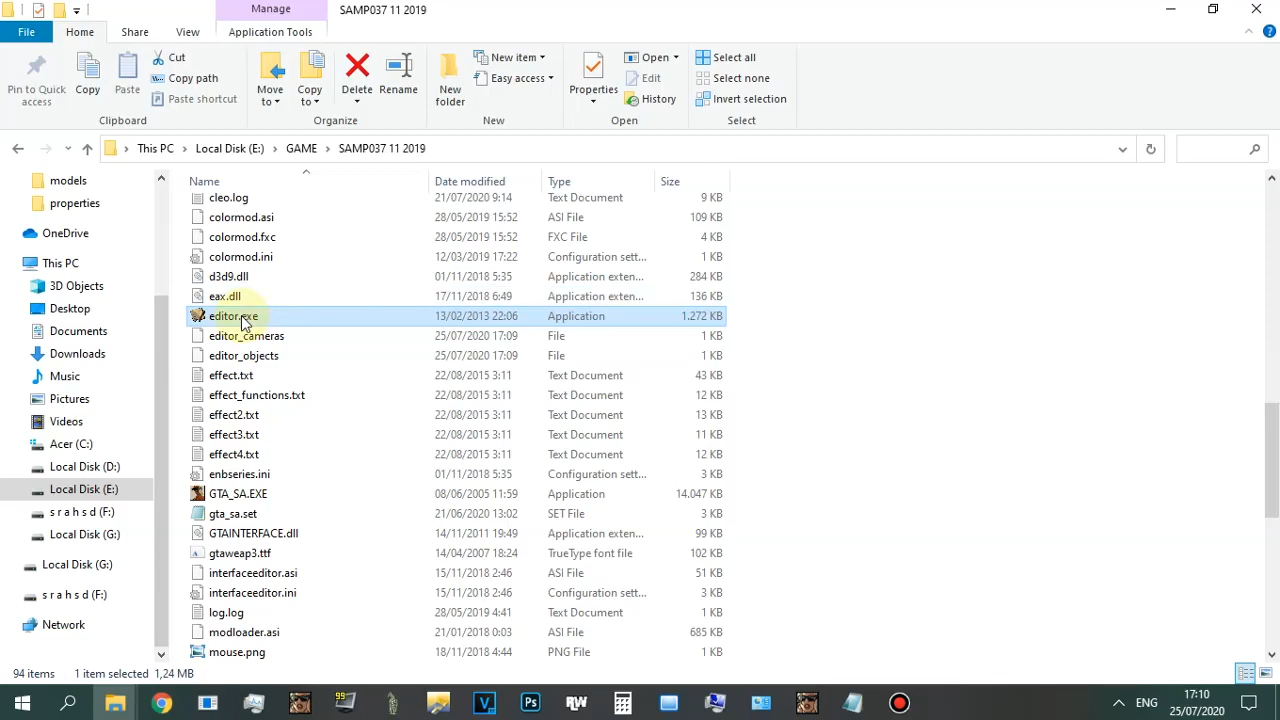 Manage
SAMP037 11 2019
File
Home
Share
View
Application Tools
Pin to Quick access
Copy
Paste
Cut
Copy path
Paste shortcut
Clipboard
Move to
Copy to
Delete
Rename
Organize
New folder
New item
Easy access
New
Properties
Open
Edit
History
Open
Select all
Select none
Invert selection
Select
This PC
Local Disk (E:)
GAME
SAMP037 11 2019
models
properties
OneDrive
This PC
3D Objects
Desktop
Documents
Downloads
Music
Pictures
Videos
Acer (C:)
Local Disk (D:)
Local Disk (E:)
s r a h s d (F:)
Local Disk (G:)
Local Disk (G:)
s r a h s d (F:)
Network
Name Date modified Type Size
cleo.log 21/07/2020 9:14 Text Document 9 KB
colormod.asi 28/05/2019 15:52 ASI File 109 KB
colormod.fxc 28/05/2019 15:52 FXC File 4 KB
colormod.ini 12/03/2019 17:22 Configuration sett... 1 KB
d3d9.dll 01/11/2018 5:35 Application exten... 284 KB
eax.dll 17/11/2018 6:49 Application exten... 136 KB
editor.exe 13/02/2013 22:06 Application 1.272 KB
editor_cameras 25/07/2020 17:09 File 1 KB
editor_objects 25/07/2020 17:09 File 1 KB
effect.txt 22/08/2015 3:11 Text Document 43 KB
effect_functions.txt 22/08/2015 3:11 Text Document 12 KB
effect2.txt 22/08/2015 3:11 Text Document 13 KB
effect3.txt 22/08/2015 3:11 Text Document 11 KB
effect4.txt 22/08/2015 3:11 Text Document 12 KB
enbseries.ini 01/11/2018 5:35 Configuration sett... 1 KB
GTA_SA.EXE 08/06/2005 11:59 Application 14.047 KB
gta_sa.set 21/06/2020 13:02 SET File 3 KB
GTAINTERFACE.dll 14/11/2011 19:49 Application exten... 99 KB
gtaweap3.ttf 14/04/2007 18:24 TrueType font file 102 KB
interfaceeditor.asi 15/11/2018 2:46 ASI File 51 KB
interfaceeditor.ini 15/11/2018 2:46 Configuration sett... 3 KB
log.log 28/05/2019 4:41 Text Document 1 KB
modloader.asi 21/01/2018 0:03 ASI File 685 KB
mouse.png 18/11/2018 4:44 PNG File 1 KB
94 items 1 item selected 1,24 MB
99
V
Ps
RW
ENG
17:10
25/07/2020